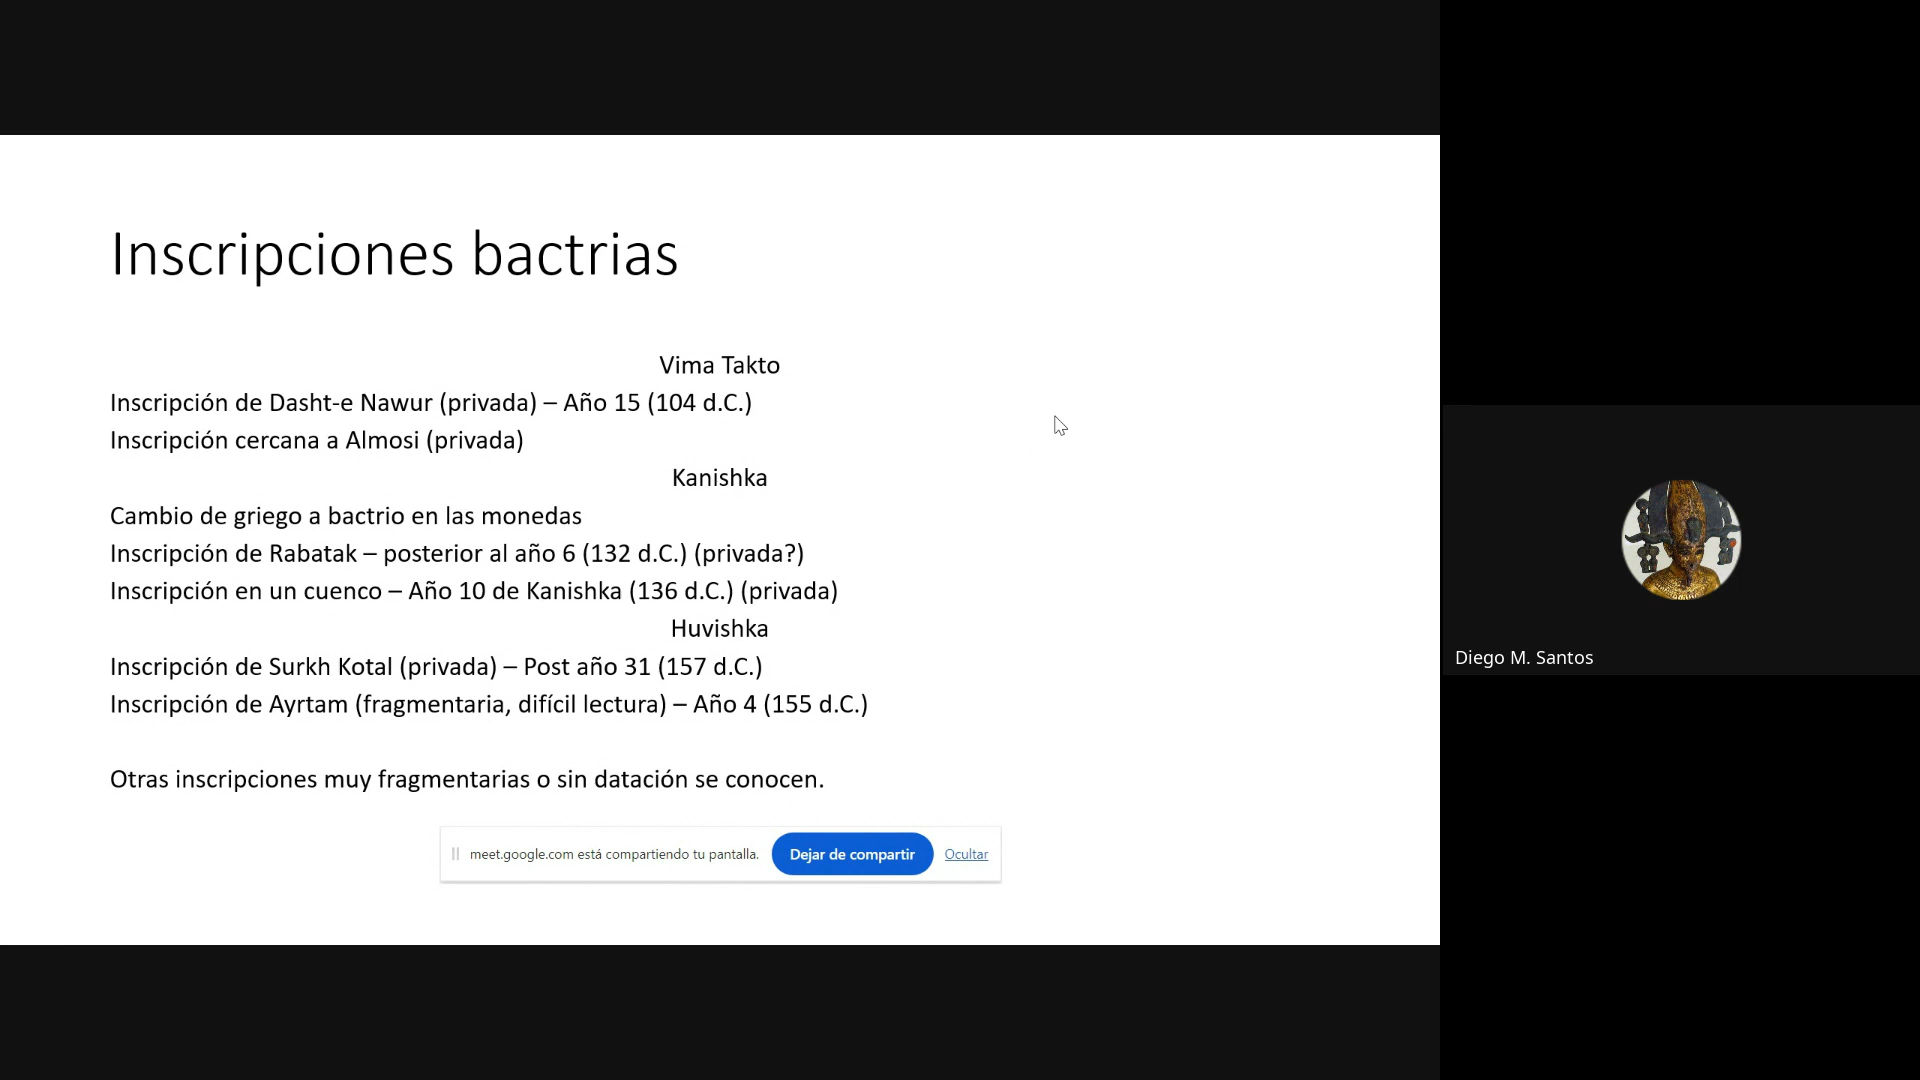 Inscripciones bactrias
Vima Takto
Inscripción de Dasht-e Nawur (privada) – Año 15 (104 d.C.)
Inscripción cercana a Almosi (privada)
Kanishka
Cambio de griego a bactrio en las monedas
Inscripción de Rabatak – posterior al año 6 (132 d.C.) (privada?)
Inscripción en un cuenco – Año 10 de Kanishka (136 d.C.) (privada)
Huvishka
Inscripción de Surkh Kotal (privada) – Post año 31 (157 d.C.)
Inscripción de Ayrtam (fragmentaria, difícil lectura) – Año 4 (155 d.C.)
Otras inscripciones muy fragmentarias o sin datación se conocen.
meet.google.com está compartiendo tu pantalla. Dejar de compartir Ocultar
Diego M. Santos